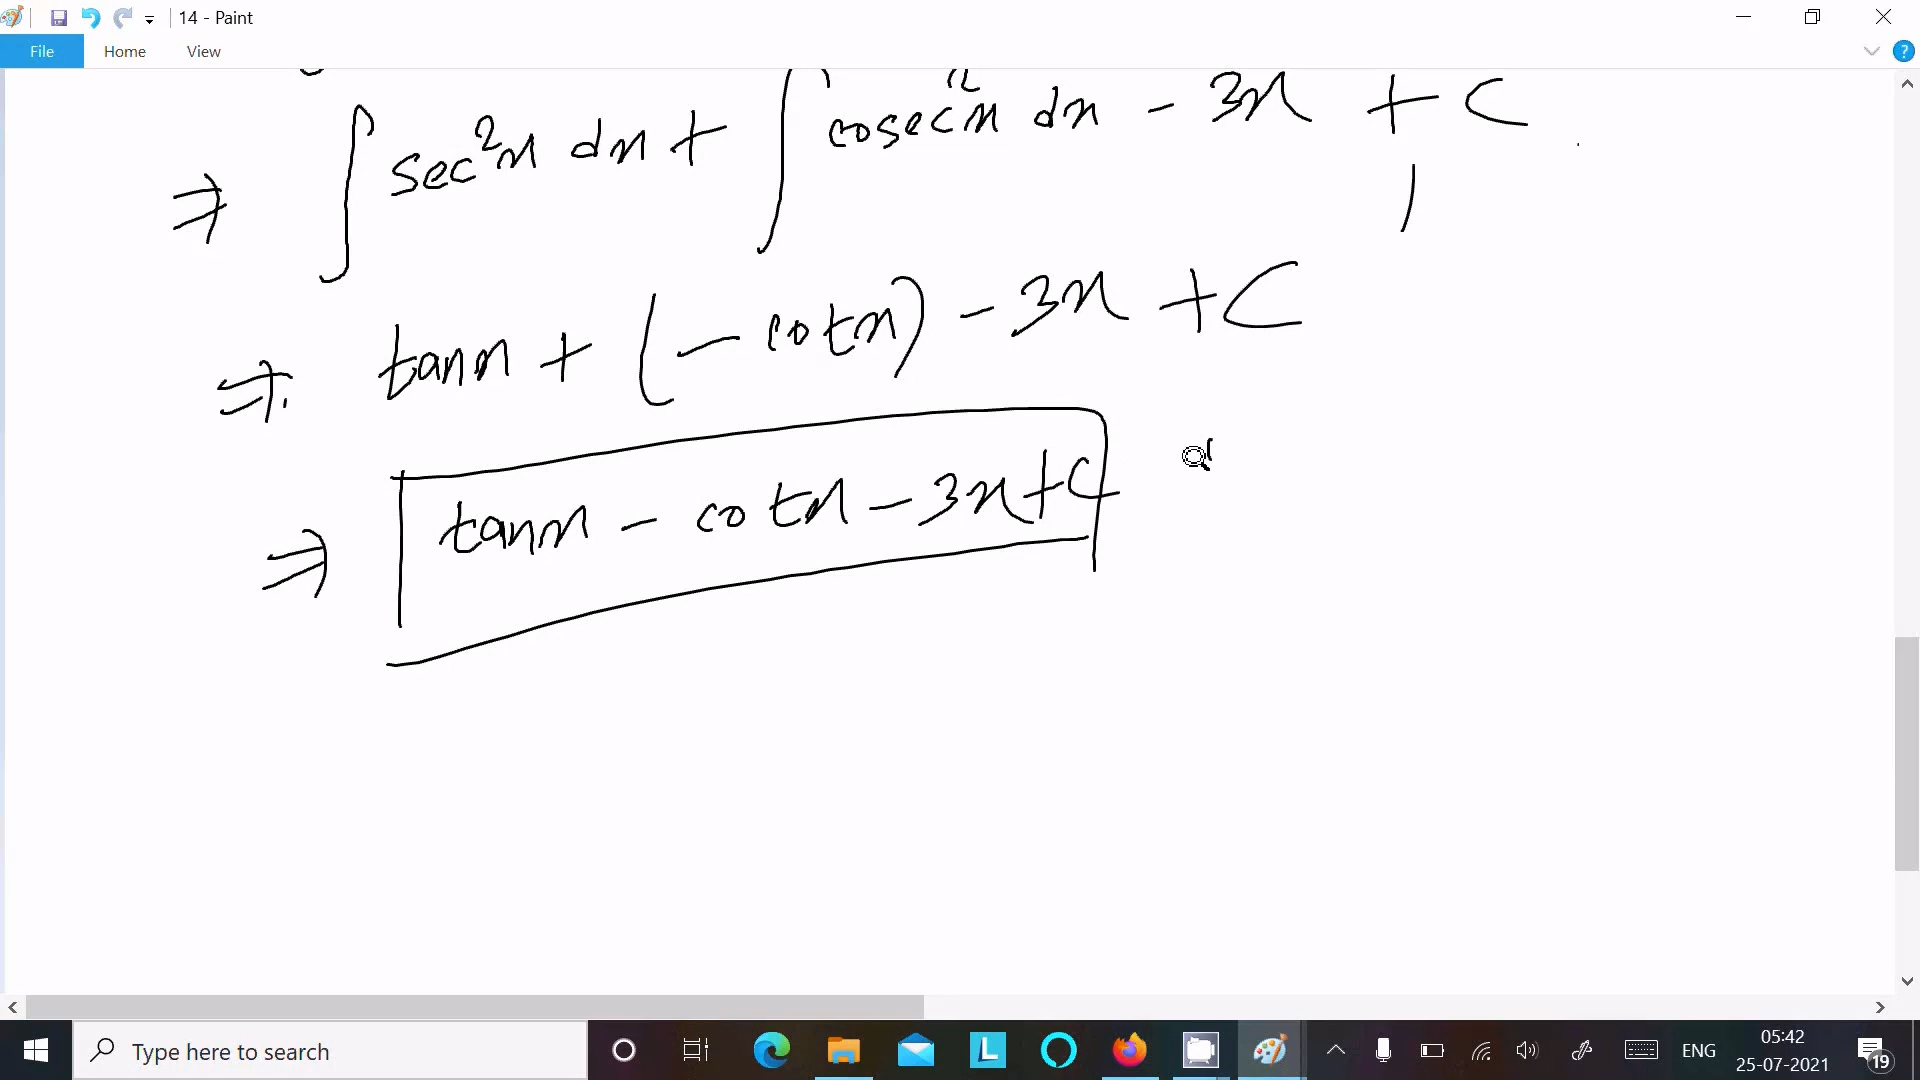 14 - Paint
File Home View
⇒ ∫ sec²x dx + ∫ cosec²x dx - 3x + C
⇒ tanx + (-cotx) - 3x + C
⇒ tanx - cotx - 3x + C
Type here to search
ENG
05:42
25-07-2021
19